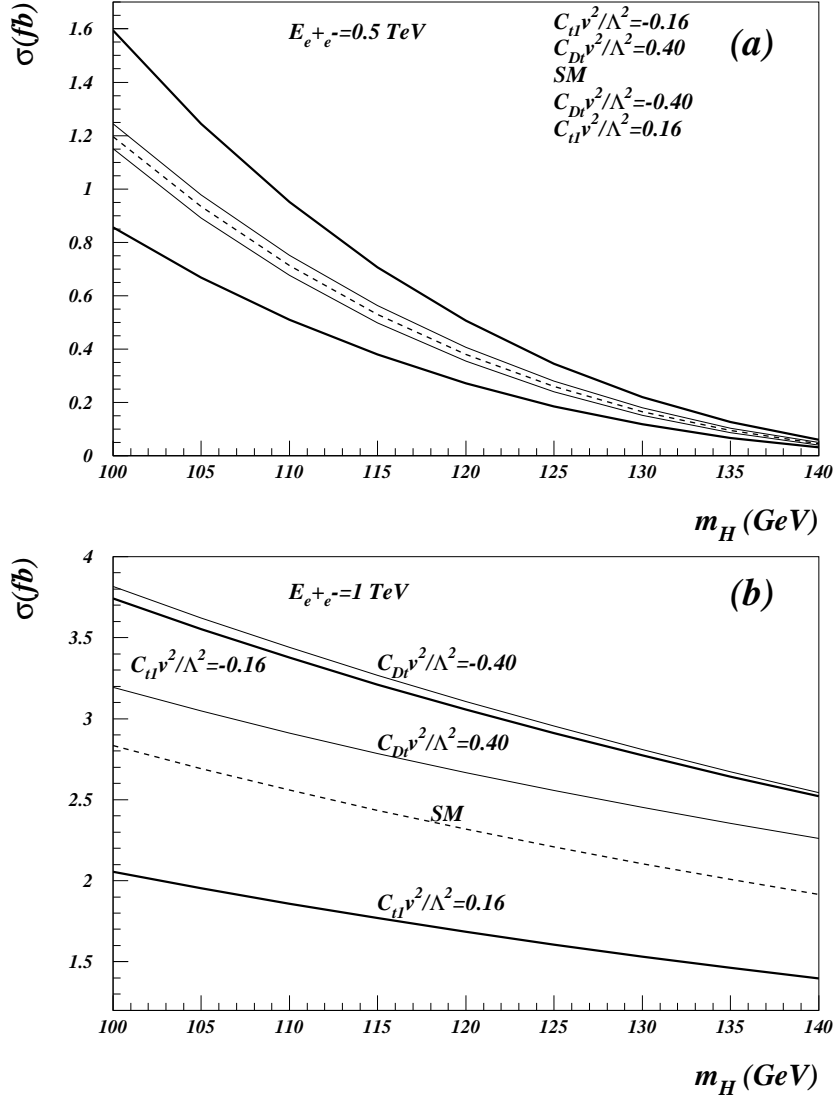 σ(fb)
1.6
1.4
1.2
1
0.8
0.6
0.4
0.2
0
E_e+e-=0.5 TeV
C_t1v²/Λ²=-0.16
C_Dtv²/Λ²=0.40
SM
C_Dtv²/Λ²=-0.40
C_t1v²/Λ²=0.16
(a)
100 105 110 115 120 125 130 135 140
m_H (GeV)
σ(fb)
4
3.5
3
2.5
2
1.5
E_e+e-=1 TeV
(b)
C_t1v²/Λ²=-0.16
C_Dtv²/Λ²=-0.40
C_Dtv²/Λ²=0.40
SM
C_t1v²/Λ²=0.16
100 105 110 115 120 125 130 135 140
m_H (GeV)